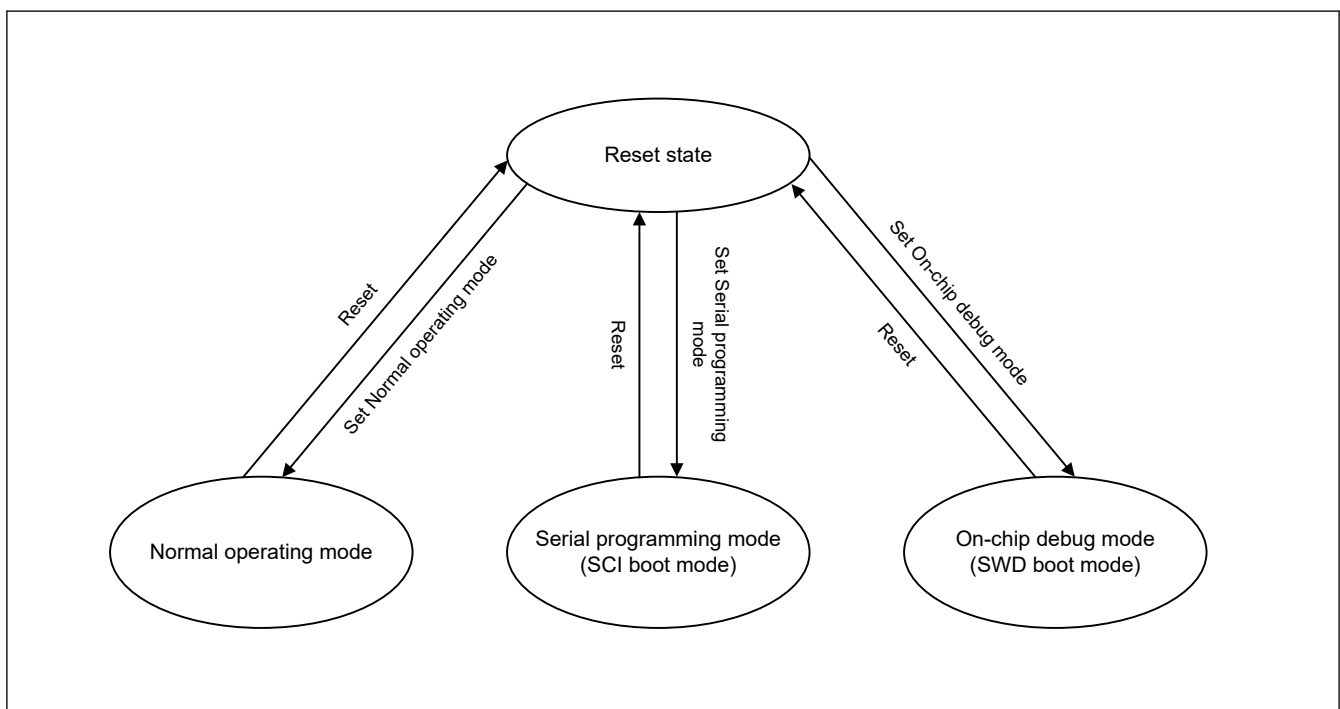 Reset state
Reset
Set Normal operating mode
Reset
Set Serial programming
mode
Set On-chip debug mode
Reset
Normal operating mode
Serial programming mode
(SCI boot mode)
On-chip debug mode
(SWD boot mode)